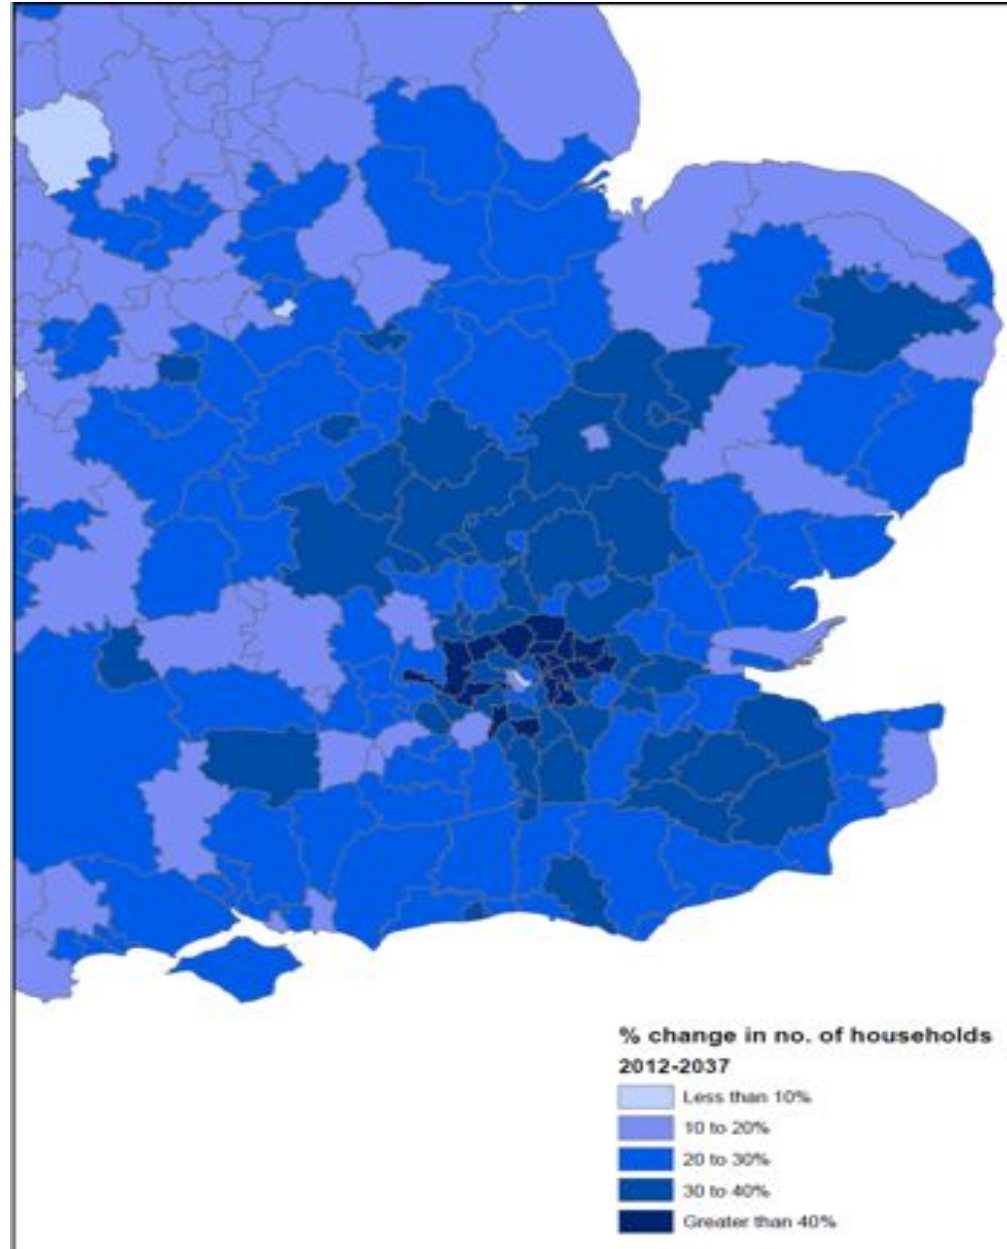 % change in no. of households
2012-2037
Less than 10%
10 to 20%
20 to 30%
30 to 40%
Greater than 40%